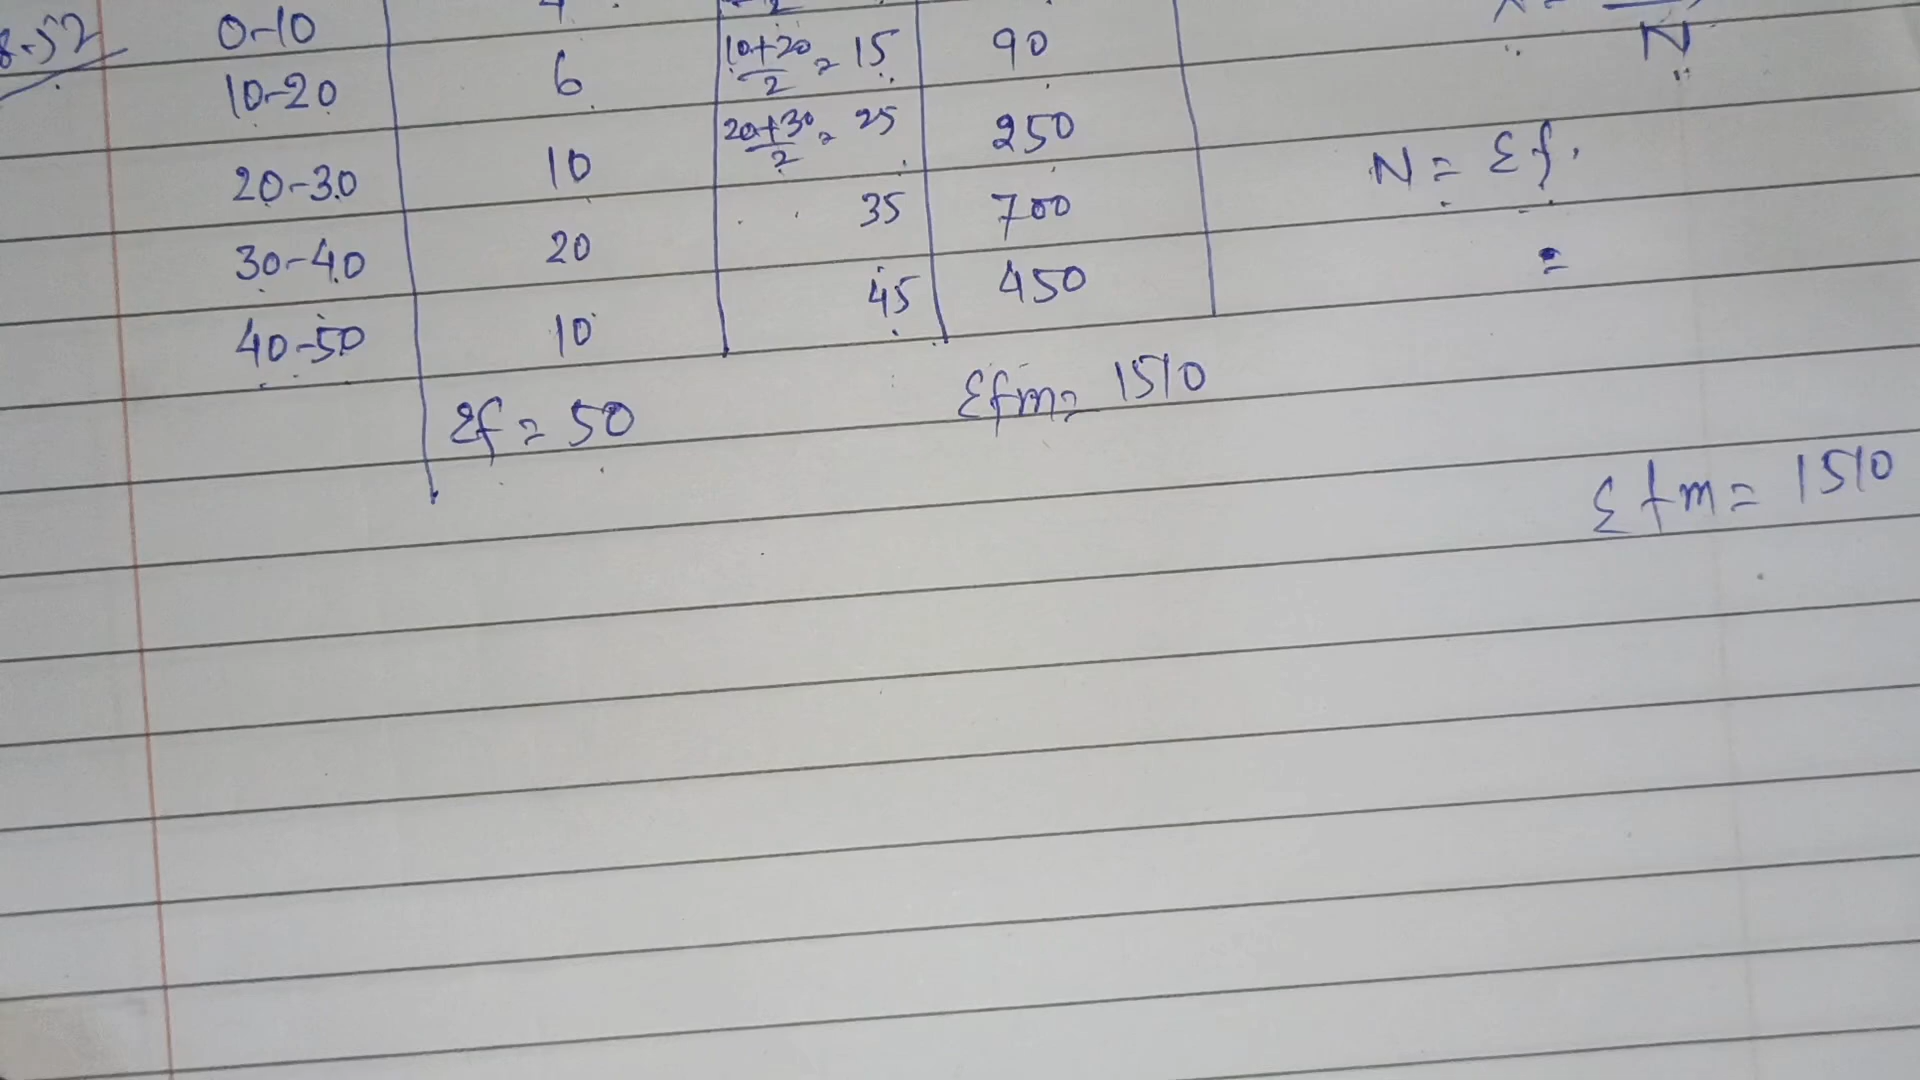 0-10
10-20 6 10+20/2 = 15 90 N
20-30 10 20+30/2 = 25 250 N = Σf.
30-40 20 35 700 =
40-50 10 45 450
Σf = 50 Σfm = 1510
Σfm = 1510